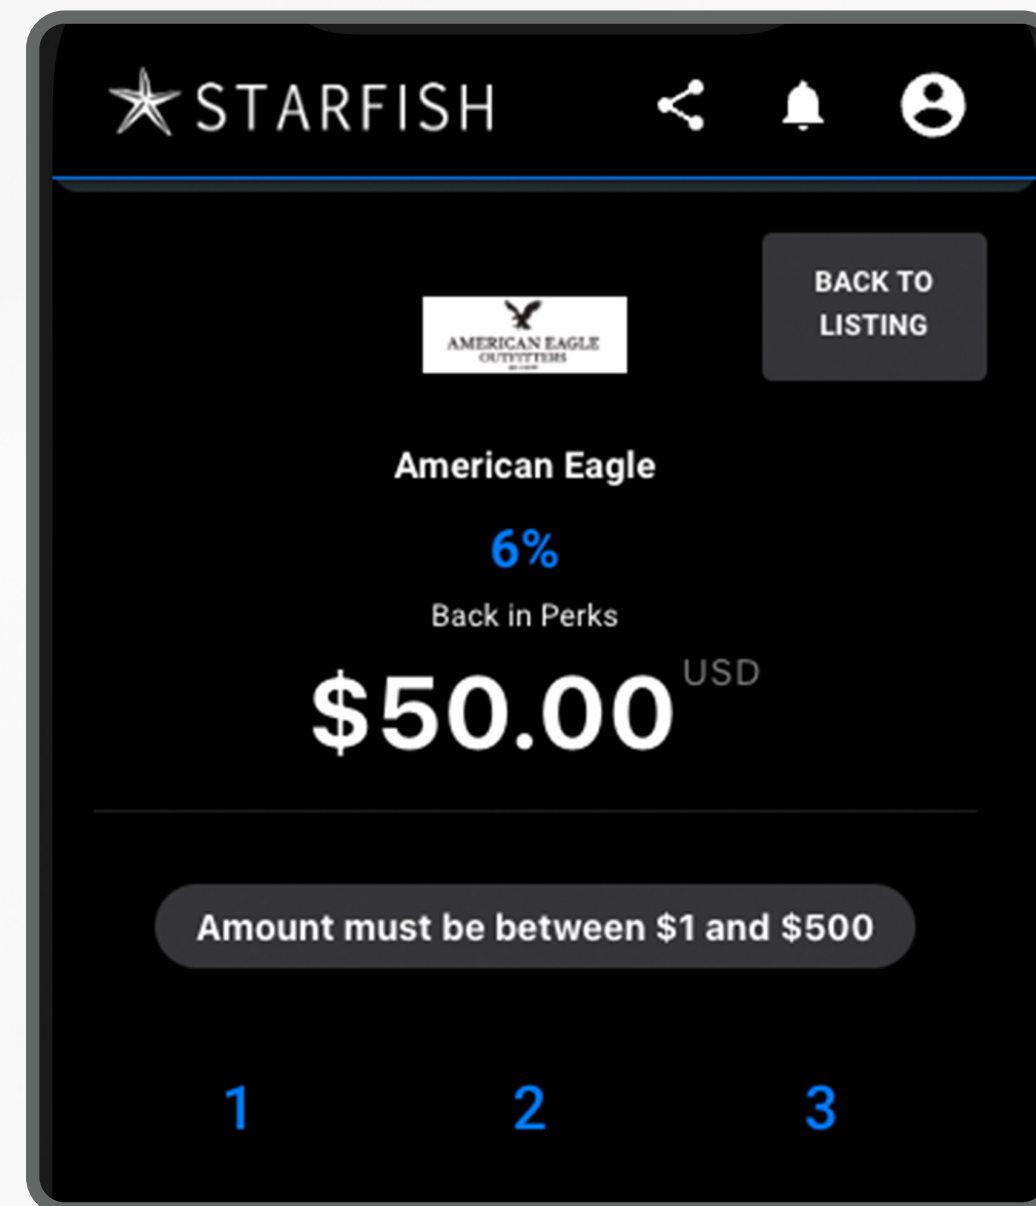 STARFISH
BACK TO
LISTING
AMERICAN EAGLE
OUTFITTERS
American Eagle
6%
Back in Perks
$50.00 USD
Amount must be between $1 and $500
1 2 3